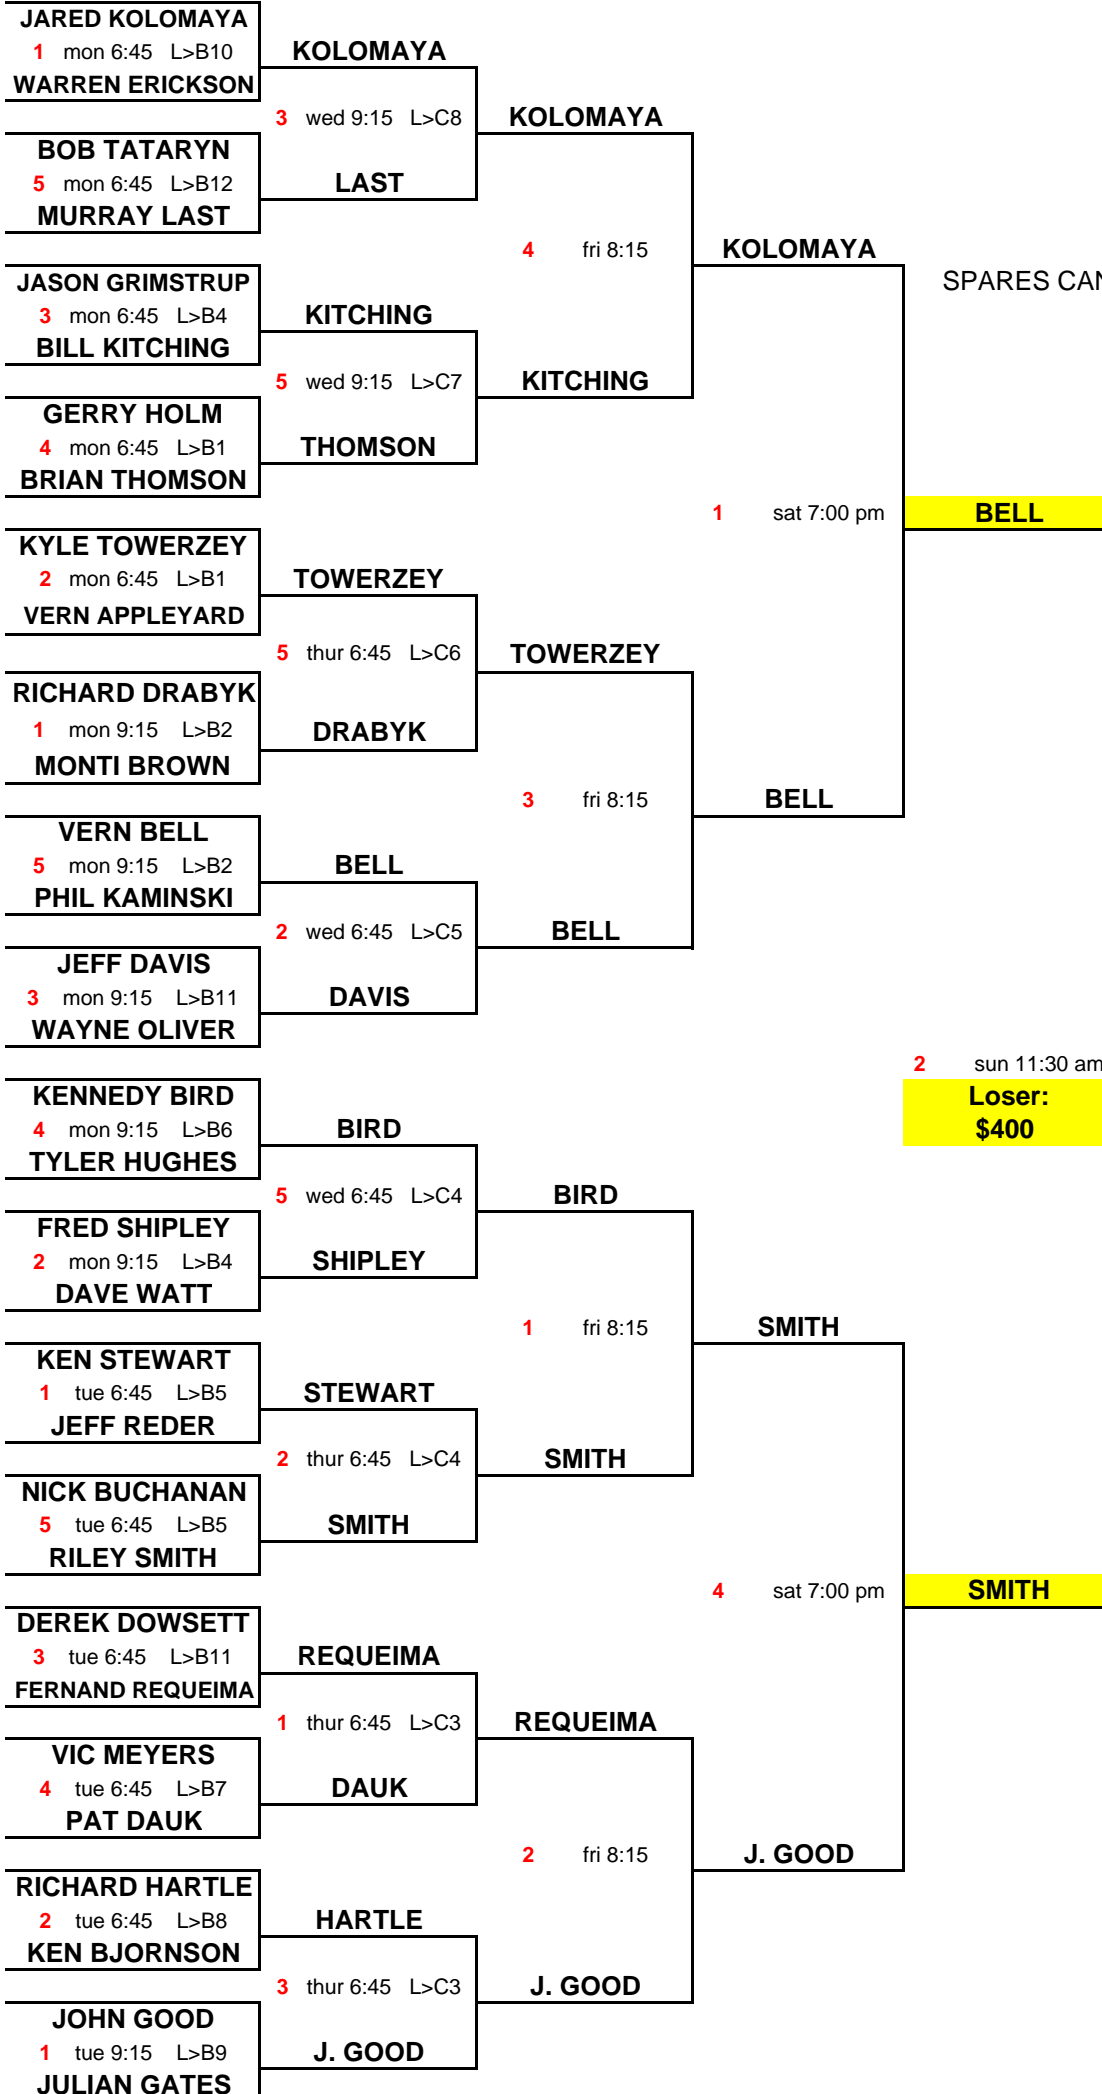 JARED KOLOMAYA
1 mon 6:45 L>B10 KOLOMAYA
WARREN ERICKSON
3 wed 9:15 L>C8 KOLOMAYA
BOB TATARYN
5 mon 6:45 L>B12 LAST
MURRAY LAST
4 fri 8:15 KOLOMAYA
JASON GRIMSTRUP SPARES CAN
3 mon 6:45 L>B4 KITCHING
BILL KITCHING
5 wed 9:15 L>C7 KITCHING
GERRY HOLM
4 mon 6:45 L>B1 THOMSON
BRIAN THOMSON
1 sat 7:00 pm BELL
KYLE TOWERZEY
2 mon 6:45 L>B1 TOWERZEY
VERN APPLEYARD
5 thur 6:45 L>C6 TOWERZEY
RICHARD DRABYK
1 mon 9:15 L>B2 DRABYK
MONTI BROWN
3 fri 8:15 BELL
VERN BELL
5 mon 9:15 L>B2 BELL
PHIL KAMINSKI
2 wed 6:45 L>C5 BELL
JEFF DAVIS
3 mon 9:15 L>B11 DAVIS
WAYNE OLIVER
2 sun 11:30 am
KENNEDY BIRD Loser:
4 mon 9:15 L>B6 BIRD $400
TYLER HUGHES
5 wed 6:45 L>C4 BIRD
FRED SHIPLEY
2 mon 9:15 L>B4 SHIPLEY
DAVE WATT
1 fri 8:15 SMITH
KEN STEWART
1 tue 6:45 L>B5 STEWART
JEFF REDER
2 thur 6:45 L>C4 SMITH
NICK BUCHANAN
5 tue 6:45 L>B5 SMITH
RILEY SMITH
4 sat 7:00 pm SMITH
DEREK DOWSETT
3 tue 6:45 L>B11 REQUEIMA
FERNAND REQUEIMA
1 thur 6:45 L>C3 REQUEIMA
VIC MEYERS
4 tue 6:45 L>B7 DAUK
PAT DAUK
2 fri 8:15 J. GOOD
RICHARD HARTLE
2 tue 6:45 L>B8 HARTLE
KEN BJORNSON
3 thur 6:45 L>C3 J. GOOD
JOHN GOOD
1 tue 9:15 L>B9 J. GOOD
JULIAN GATES